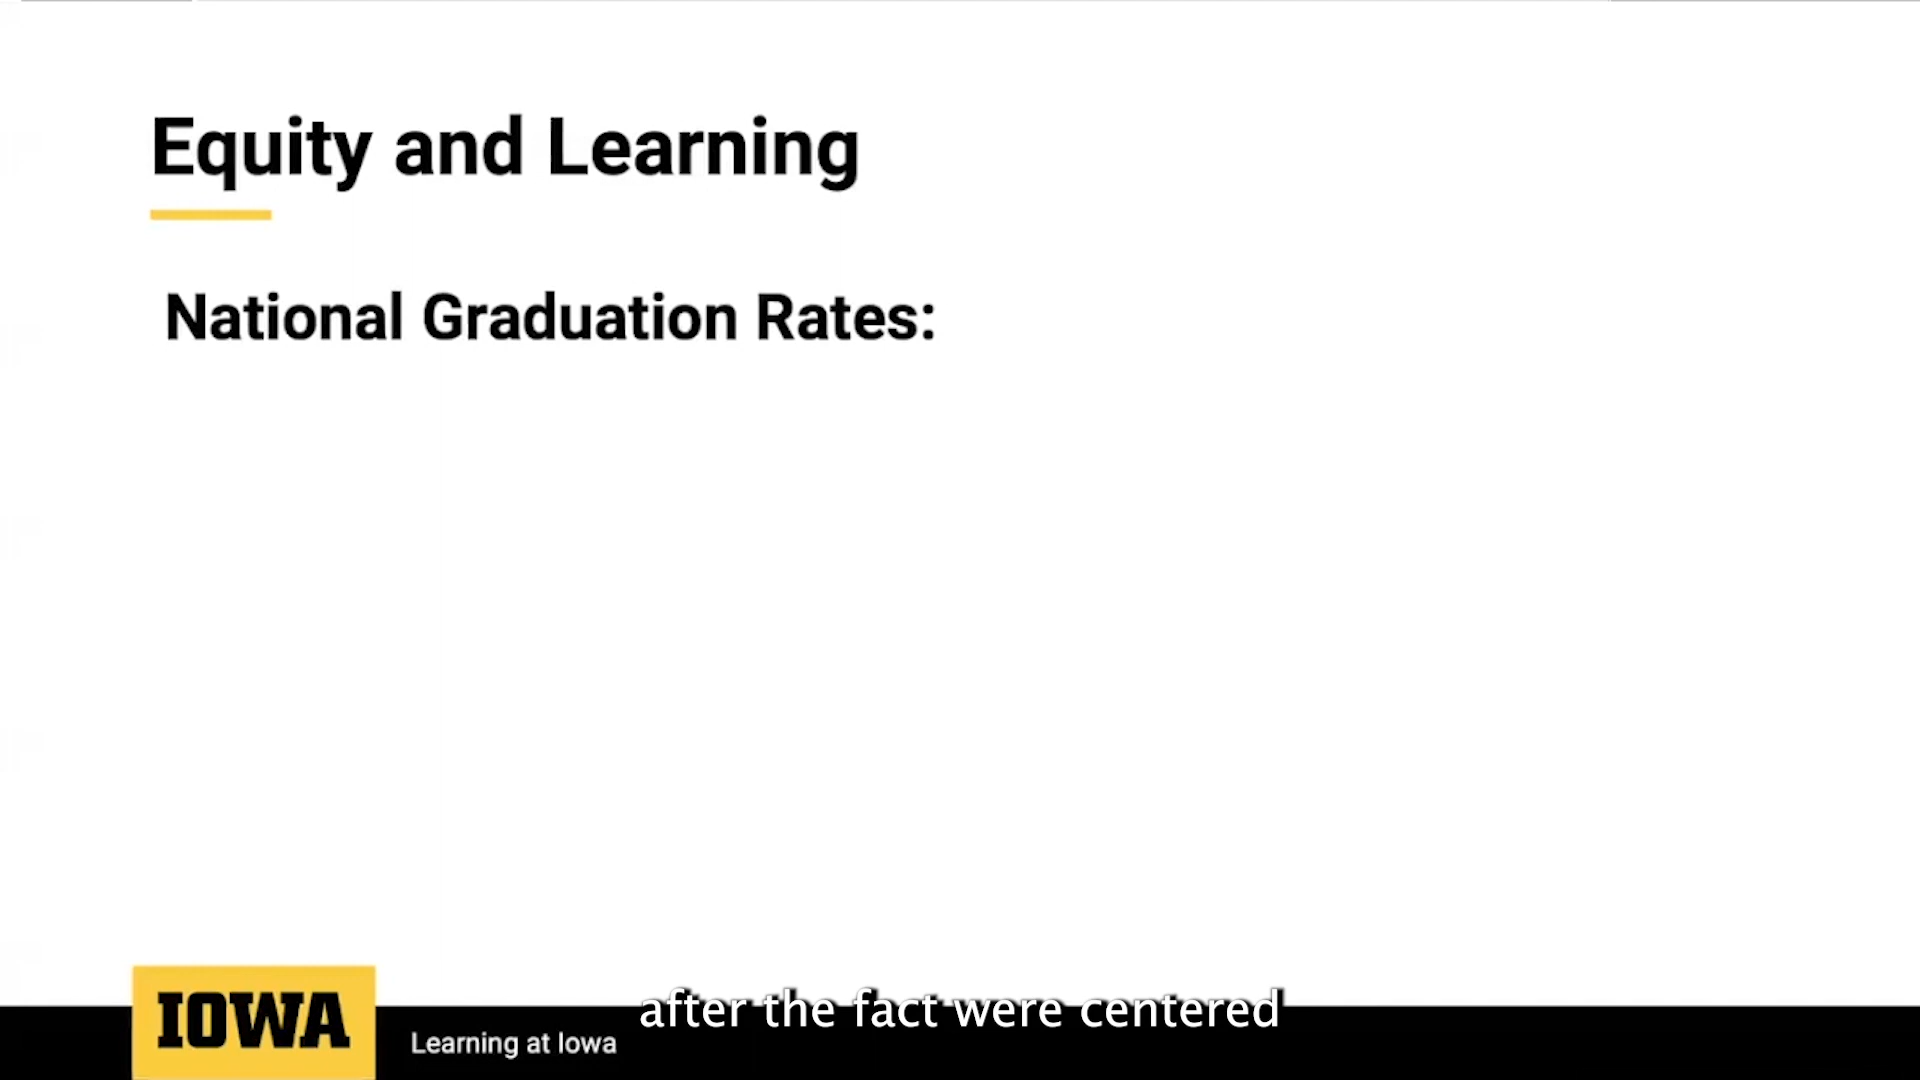 Equity and Learning
National Graduation Rates:
after the fact were centered
IOWA
Learning at Iowa